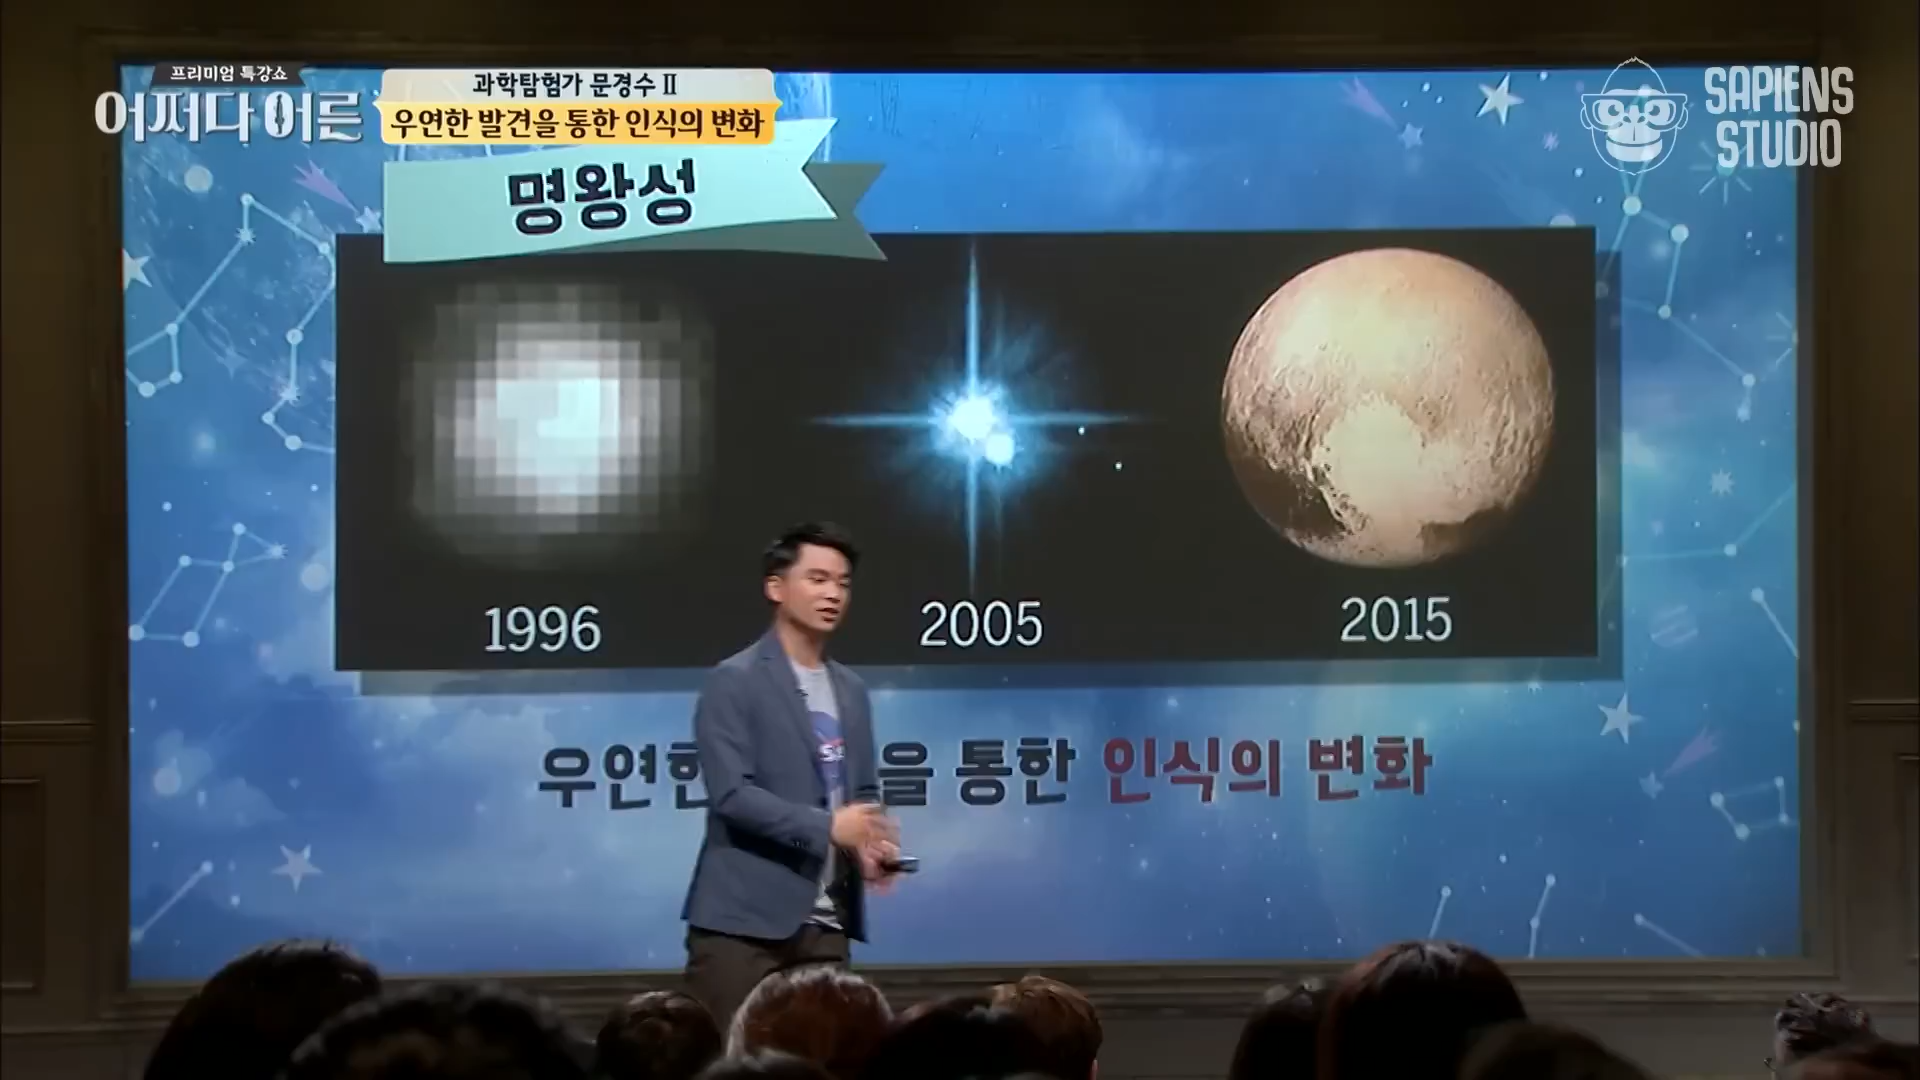 프리미엄 특강쇼
어쩌다 어른
과학탐험가 문경수 Ⅱ
우연한 발견을 통한 인식의 변화
SAPIENS
STUDIO
명왕성
1996
2005
2015
우연한 을 통한 인식의 변화